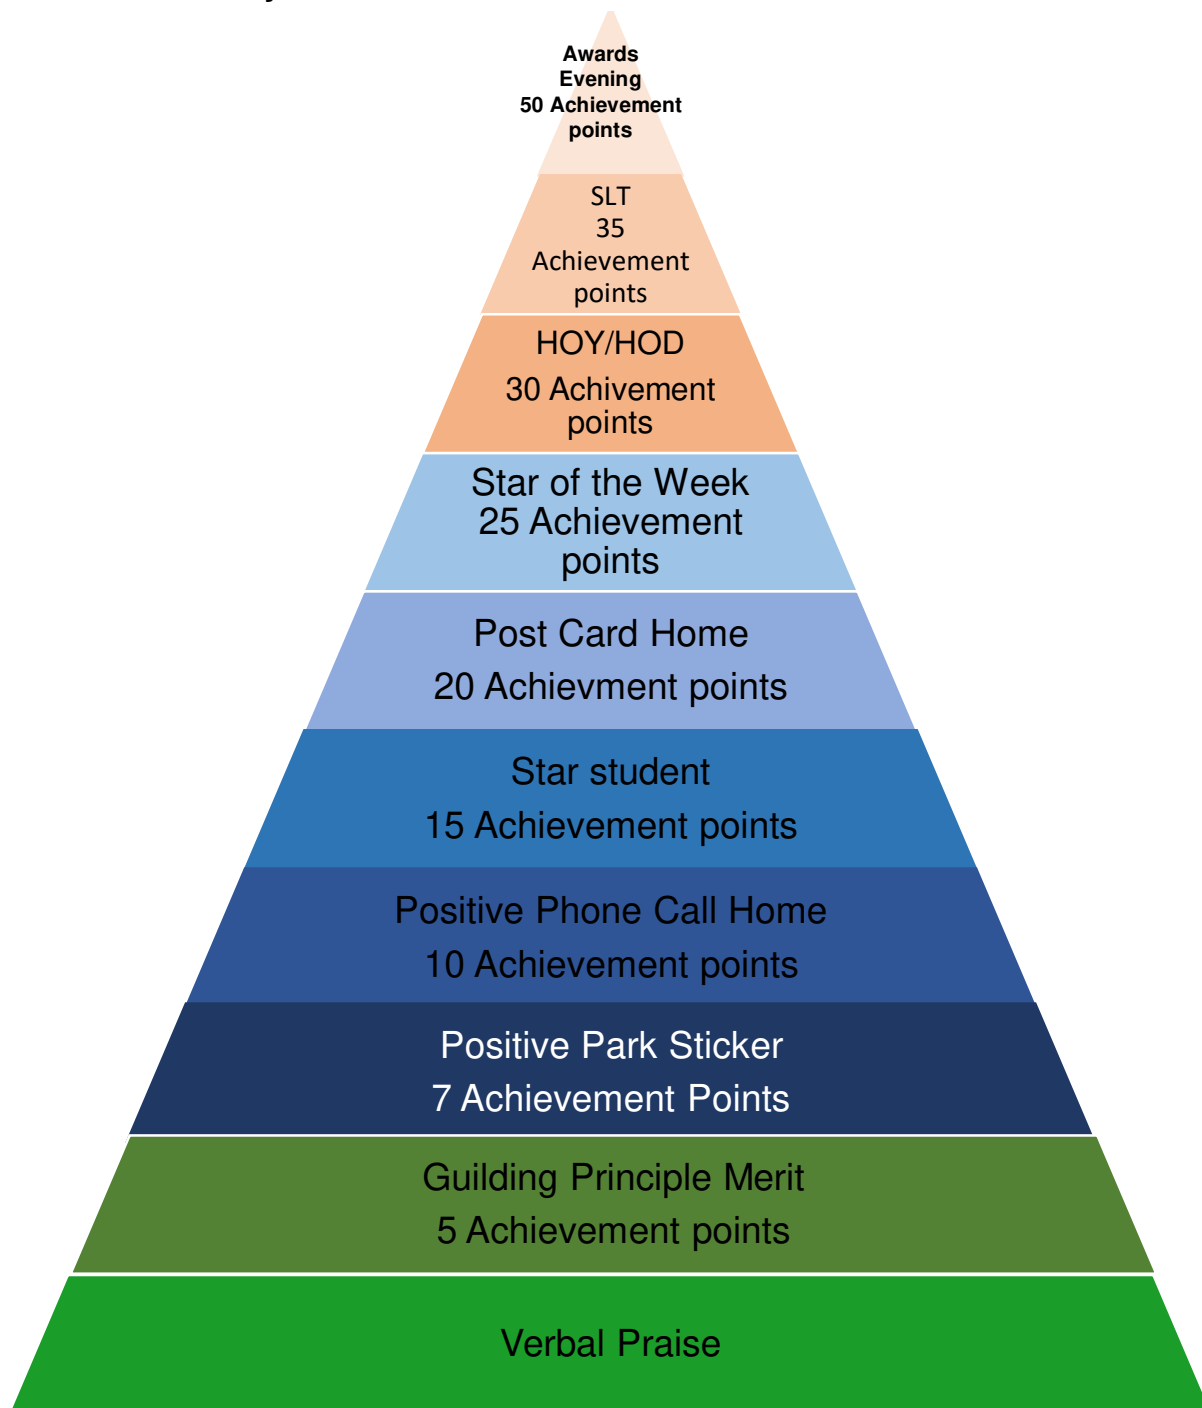 Awards
Evening
50 Achievement
points
SLT
35
Achievement
points
HOY/HOD
30 Achivement
points
Star of the Week
25 Achievement
points
Post Card Home
20 Achievment points
Star student
15 Achievement points
Positive Phone Call Home
10 Achievement points
Positive Park Sticker
7 Achievement Points
Guilding Principle Merit
5 Achievement points
Verbal Praise